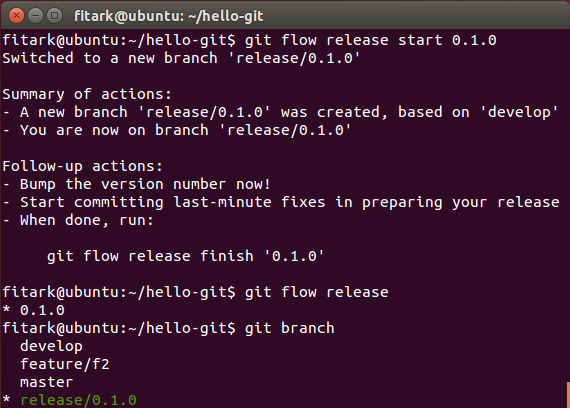 fitark@ubuntu: ~/hello-git
fitark@ubuntu:~/hello-git$ git flow release start 0.1.0
Switched to a new branch 'release/0.1.0'
Summary of actions:
- A new branch 'release/0.1.0' was created, based on 'develop'
- You are now on branch 'release/0.1.0'
Follow-up actions:
- Bump the version number now!
- Start committing last-minute fixes in preparing your release
- When done, run:
git flow release finish '0.1.0'
fitark@ubuntu:~/hello-git$ git flow release
* 0.1.0
fitark@ubuntu:~/hello-git$ git branch
develop
feature/f2
master
* release/0.1.0